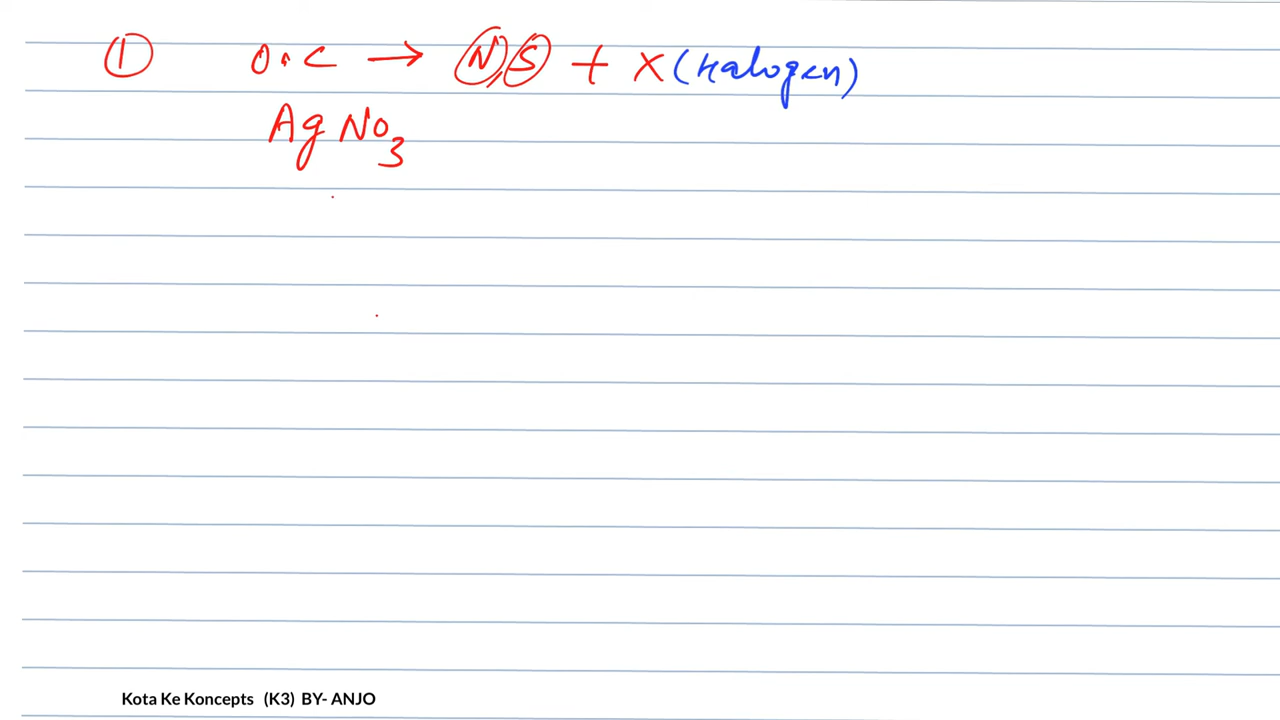 ① O.C → N, S + X (Halogen)
AgNO₃
Kota Ke Koncepts (K3) BY- ANJO